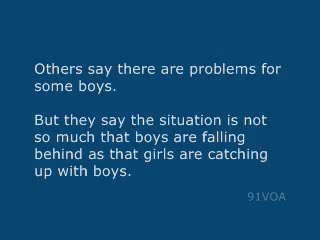 Others say there are problems for
some boys.
But they say the situation is not
so much that boys are falling
behind as that girls are catching
up with boys.
91VOA